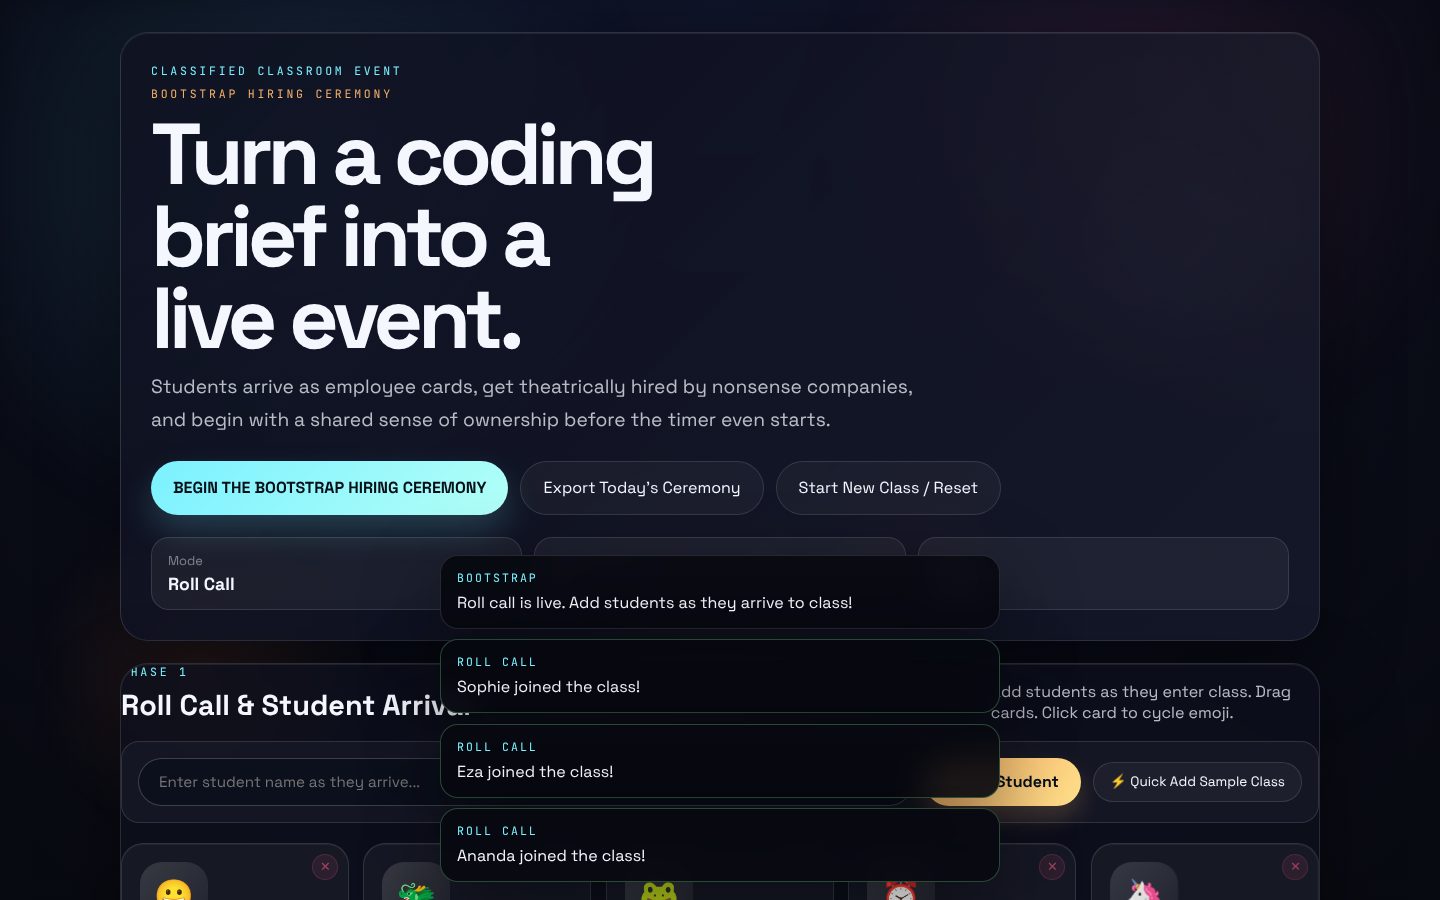 CLASSIFIED CLASSROOM EVENT
BOOTSTRAP HIRING CEREMONY
Turn a coding
brief into a
live event.
Students arrive as employee cards, get theatrically hired by nonsense companies,
and begin with a shared sense of ownership before the timer even starts.
BEGIN THE BOOTSTRAP HIRING CEREMONY
Export Today's Ceremony
Start New Class / Reset
Mode
Roll Call
BOOTSTRAP
Roll call is live. Add students as they arrive to class!
ROLL CALL
Sophie joined the class!
HASE 1
Roll Call & Student Arrival
dd students as they enter class. Drag
cards. Click card to cycle emoji.
ROLL CALL
Eza joined the class!
Enter student name as they arrive...
Student
⚡ Quick Add Sample Class
ROLL CALL
Ananda joined the class!